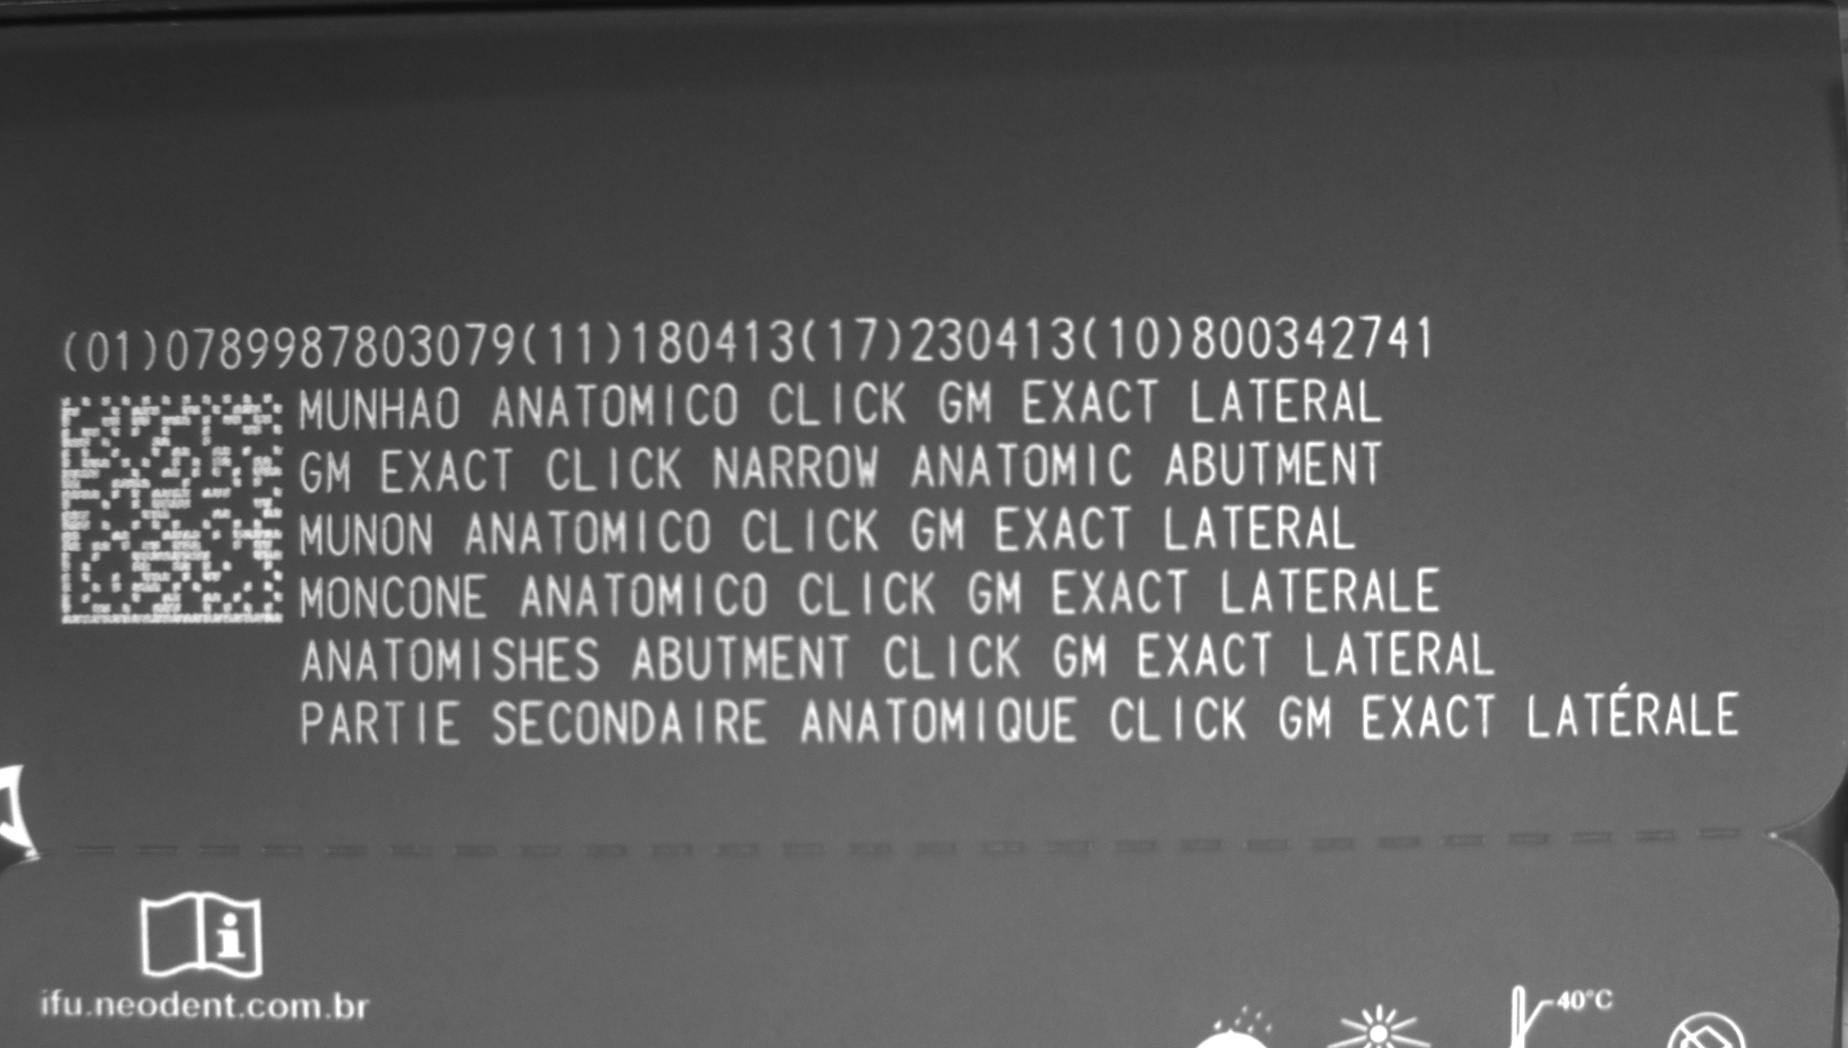 (01)0789987803079(11)180413(17)230413(10)800342741
MUNHAO ANATOMICO CLICK GM EXACT LATERAL
GM EXACT CLICK NARROW ANATOMIC ABUTMENT
MUNON ANATOMICO CLICK GM EXACT LATERAL
MONCONE ANATOMICO CLICK GM EXACT LATERALE
ANATOMISHES ABUTMENT CLICK GM EXACT LATERAL
PARTIE SECONDAIRE ANATOMIQUE CLICK GM EXACT LATÉRALE
ifu.neodent.com.br
40°C